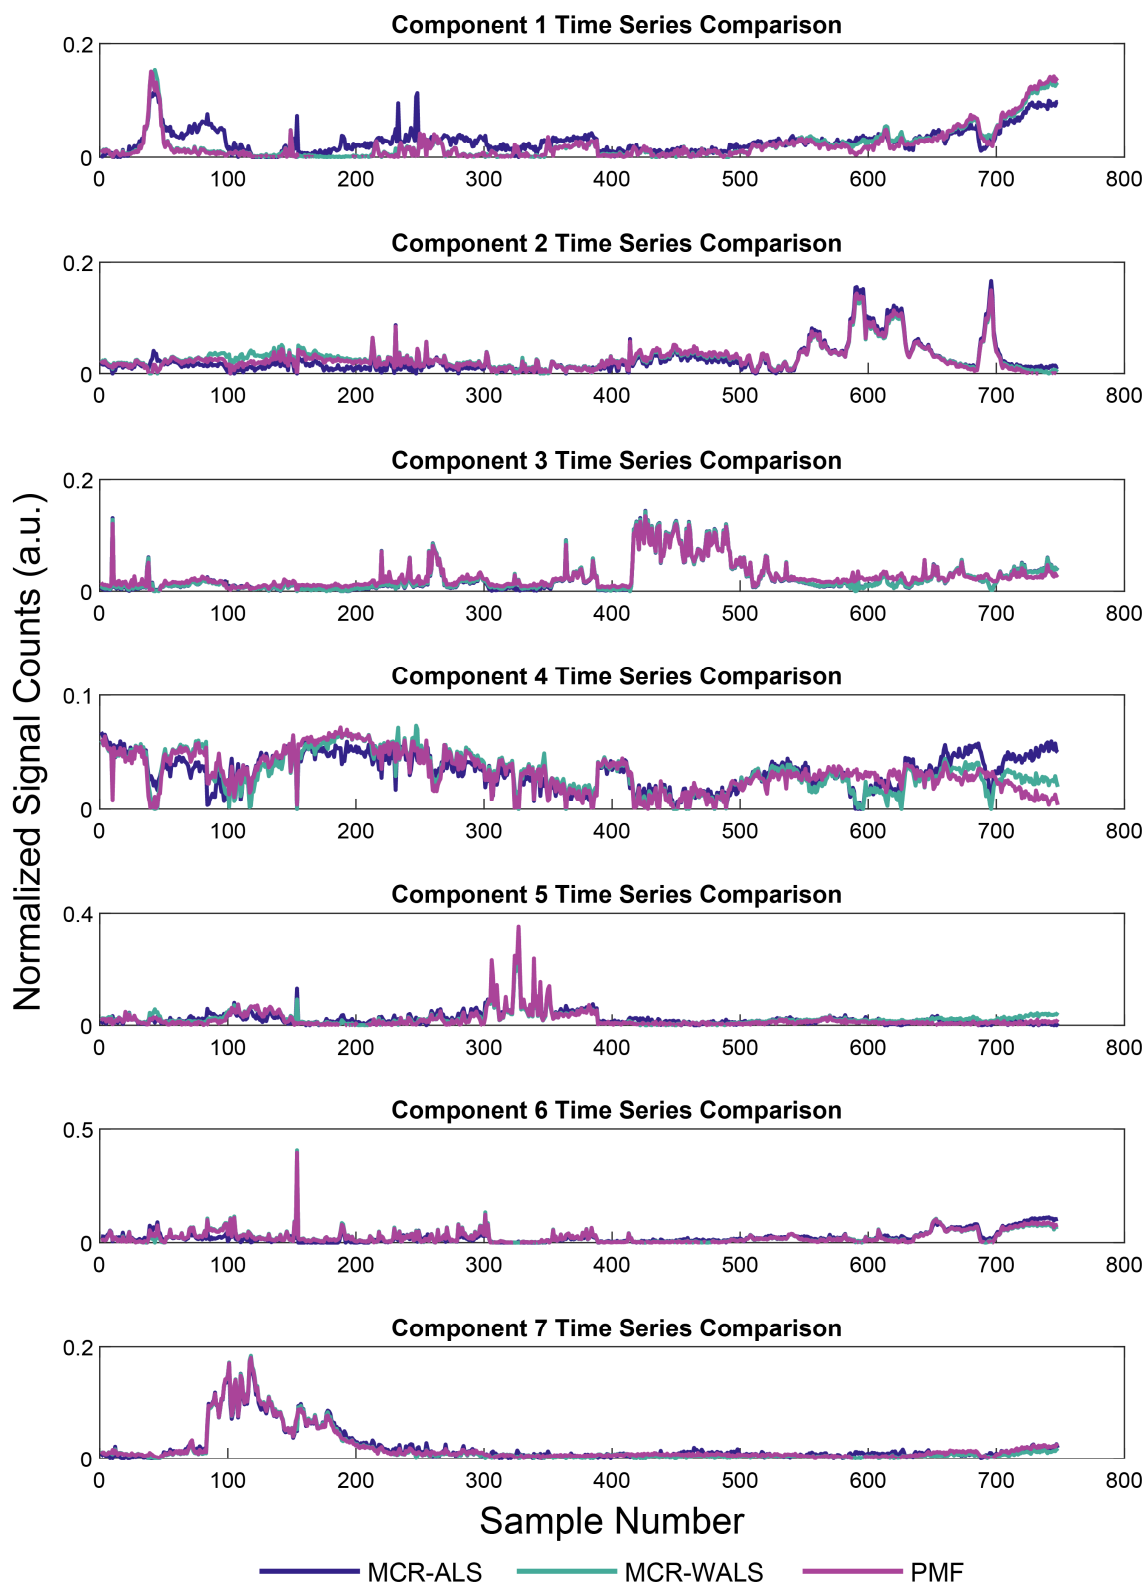 Component 1 Time Series Comparison
0.2
0
0 100 200 300 400 500 600 700 800
Component 2 Time Series Comparison
0.2
0
0 100 200 300 400 500 600 700 800
Component 3 Time Series Comparison
0.2
0
0 100 200 300 400 500 600 700 800
Component 4 Time Series Comparison
0.1
0
0 100 200 300 400 500 600 700 800
Component 5 Time Series Comparison
0.4
0
0 100 200 300 400 500 600 700 800
Component 6 Time Series Comparison
0.5
0
0 100 200 300 400 500 600 700 800
Component 7 Time Series Comparison
0.2
0
0 100 200 300 400 500 600 700 800
Normalized Signal Counts (a.u.)
Sample Number
MCR-ALS MCR-WALS PMF